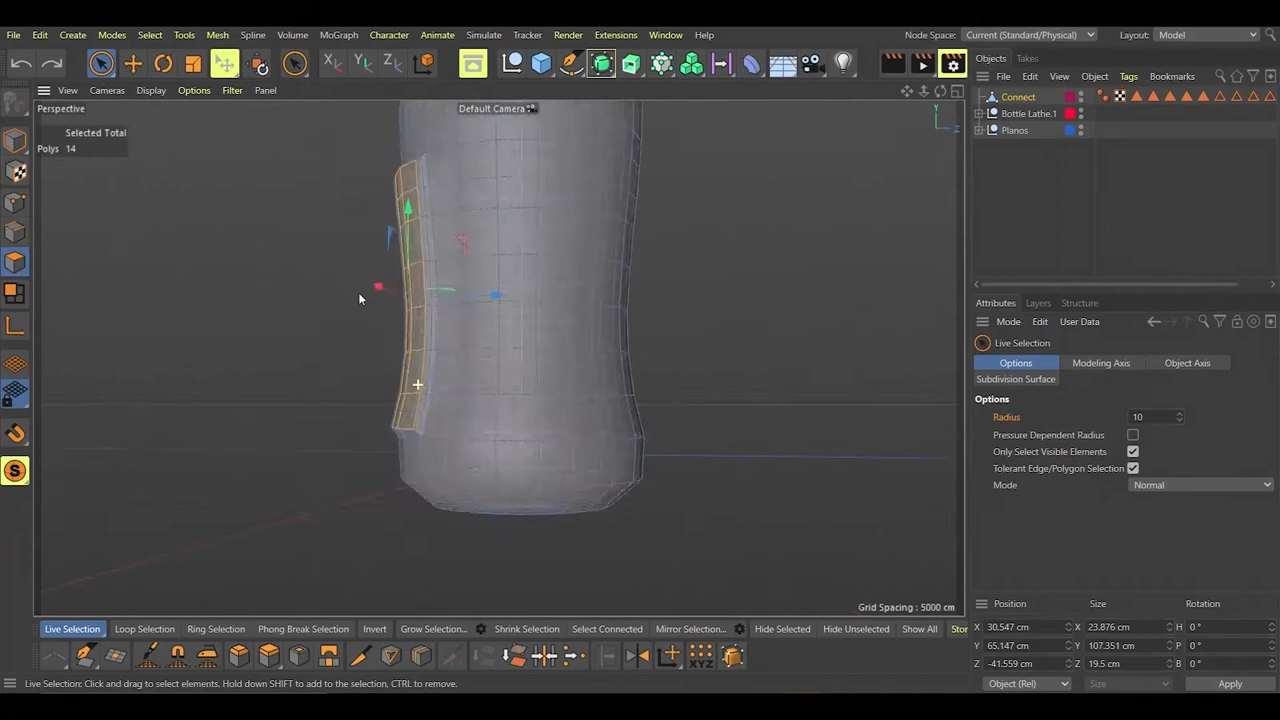 File Edit Create Modes Select Tools Mesh Spline Volume MoGraph Character Animate Simulate Tracker Render Extensions Window Help Node Space: Current (Standard/Physical) Layout: Model
X Y Z Objects Takes
File Edit View Object Tags Bookmarks
View Cameras Display Options Filter Panel
Connect
Perspective Default Camera
Bottle Lathe.1
Selected Total
Planos
Polys 14
Attributes Layers Structure
Mode Edit User Data
Live Selection
Options Modeling Axis Object Axis
Subdivision Surface
Options
Radius 10
Pressure Dependent Radius
Only Select Visible Elements
Tolerant Edge/Polygon Selection
Mode Normal
Grid Spacing : 5000 cm
Position Size Rotation
Live Selection Loop Selection Ring Selection Phong Break Selection Invert Grow Selection... Shrink Selection Select Connected Mirror Selection... Hide Selected Hide Unselected Show All Stor
X 30.547 cm X 23.876 cm H 0 °
Y 65.147 cm Y 107.351 cm P 0 °
Z -41.559 cm Z 19.5 cm B 0 °
Live Selection: Click and drag to select elements. Hold down SHIFT to add to the selection, CTRL to remove.
Object (Rel) Size Apply